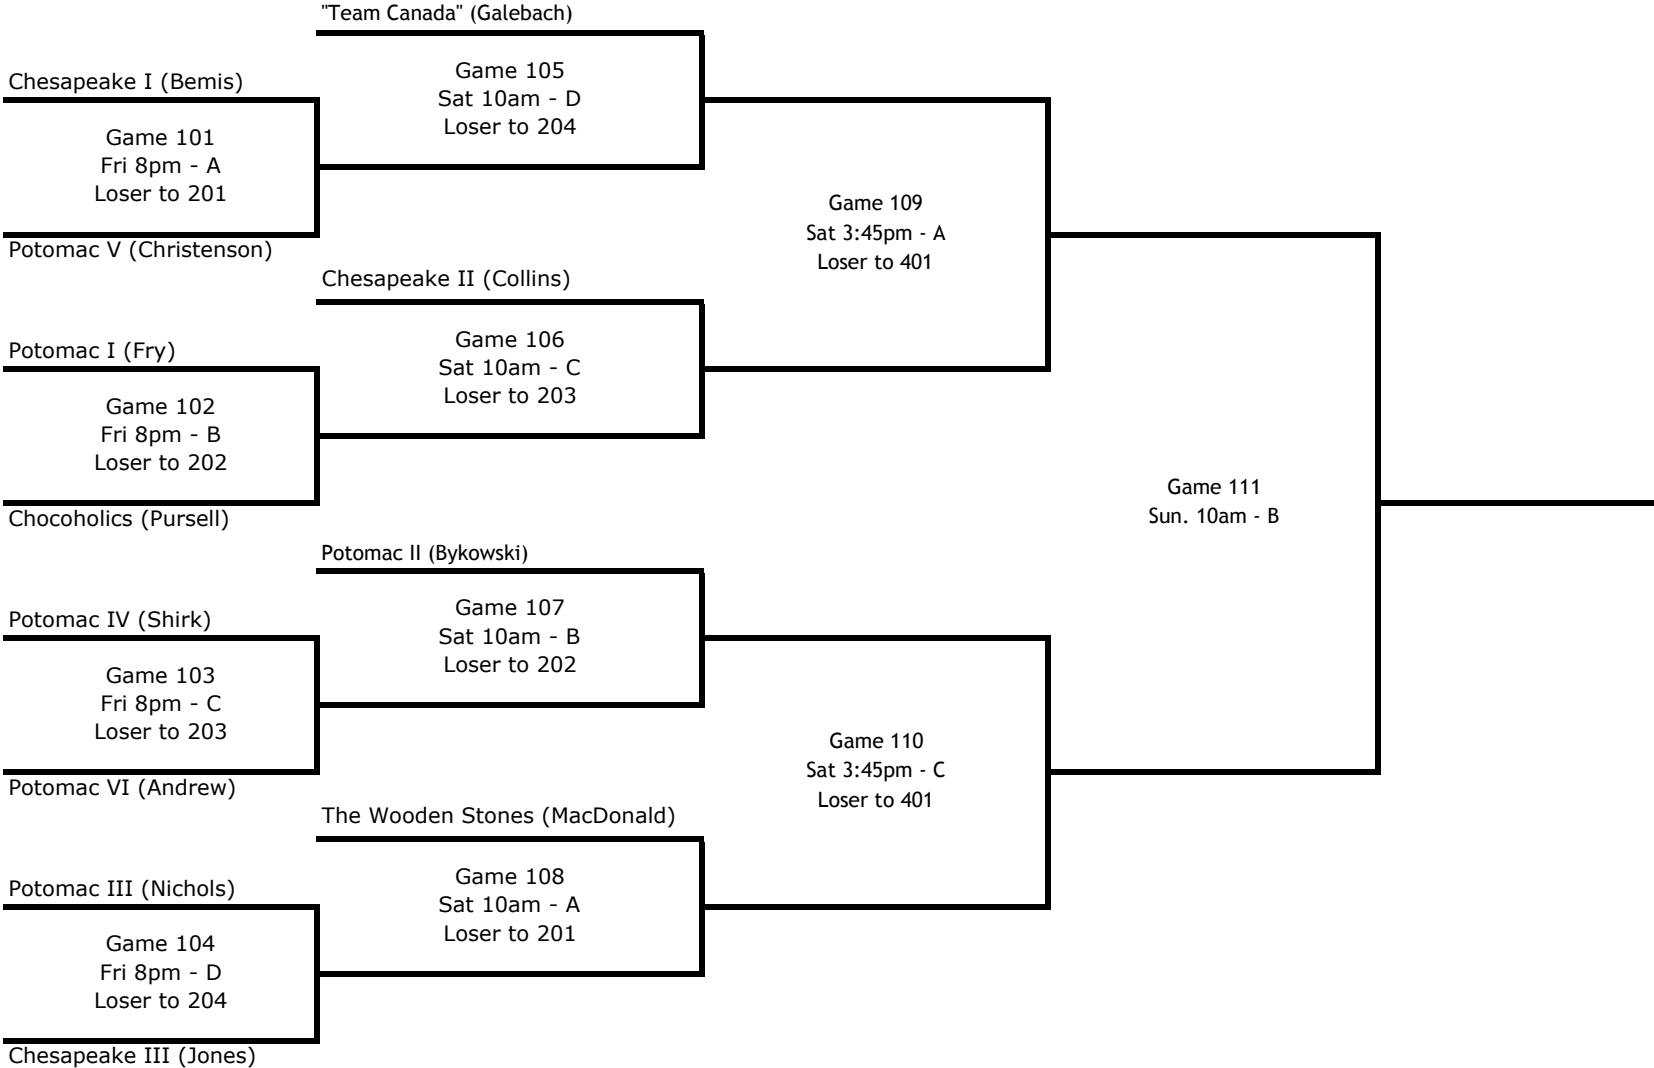 "Team Canada" (Galebach)
Game 105
Sat 10am - D
Loser to 204
Chesapeake I (Bemis)
Game 101
Fri 8pm - A
Loser to 201
Potomac V (Christenson)
Game 109
Sat 3:45pm - A
Loser to 401
Chesapeake II (Collins)
Game 106
Sat 10am - C
Loser to 203
Potomac I (Fry)
Game 102
Fri 8pm - B
Loser to 202
Chocoholics (Pursell)
Game 111
Sun. 10am - B
Potomac II (Bykowski)
Game 107
Sat 10am - B
Loser to 202
Potomac IV (Shirk)
Game 103
Fri 8pm - C
Loser to 203
Potomac VI (Andrew)
Game 110
Sat 3:45pm - C
Loser to 401
The Wooden Stones (MacDonald)
Game 108
Sat 10am - A
Loser to 201
Potomac III (Nichols)
Game 104
Fri 8pm - D
Loser to 204
Chesapeake III (Jones)